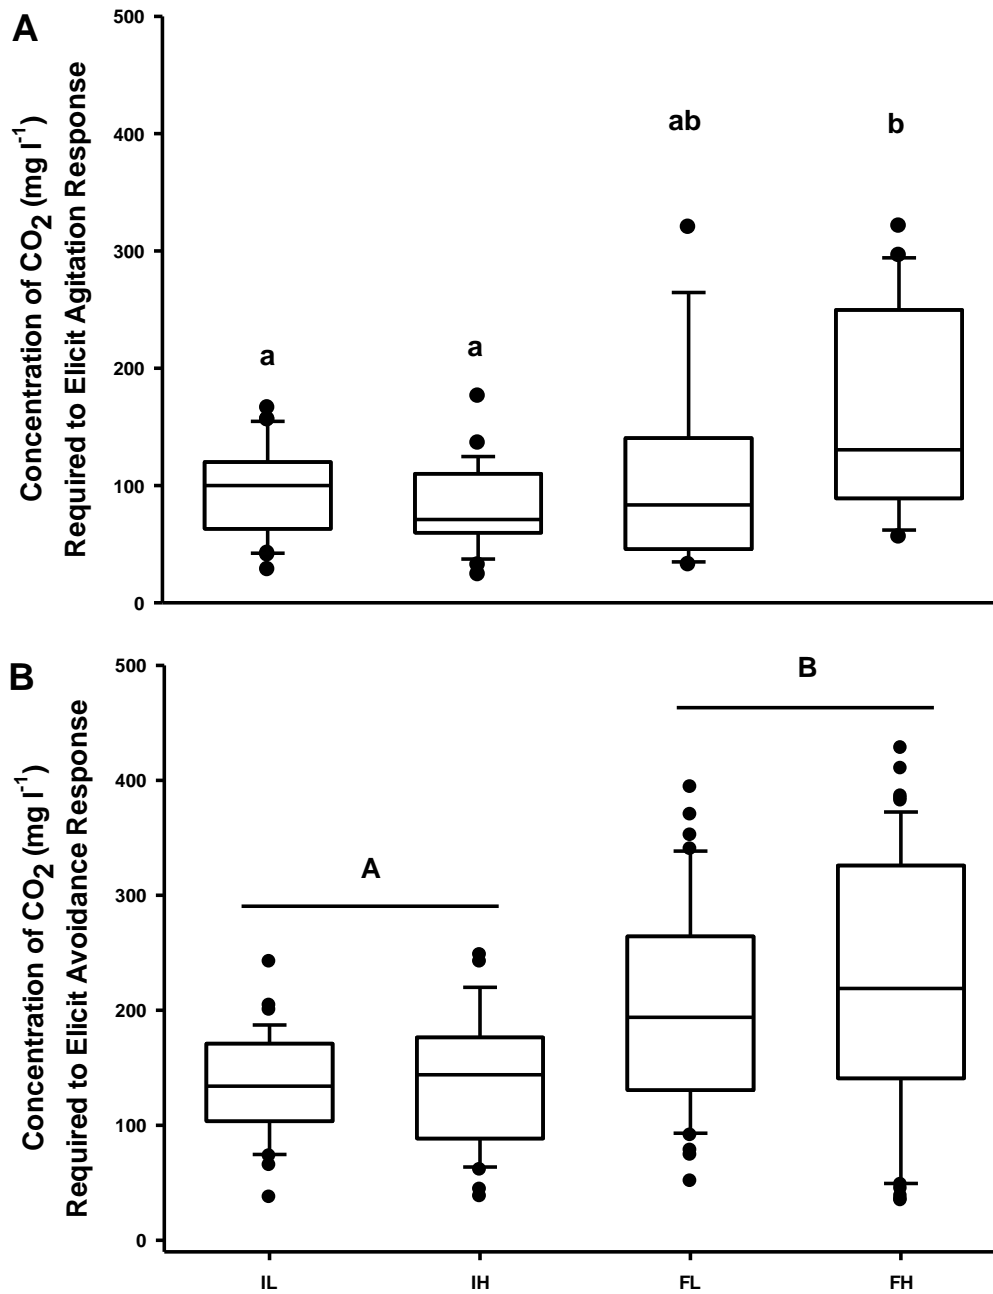 A
Concentration of CO2 (mg l-1)
Required to Elicit Agitation Response
500
400
300
200
100
0
a
a
ab
b
B
Concentration of CO2 (mg l-1)
Required to Elicit Avoidance Response
500
400
300
200
100
0
A
B
IL IH FL FH